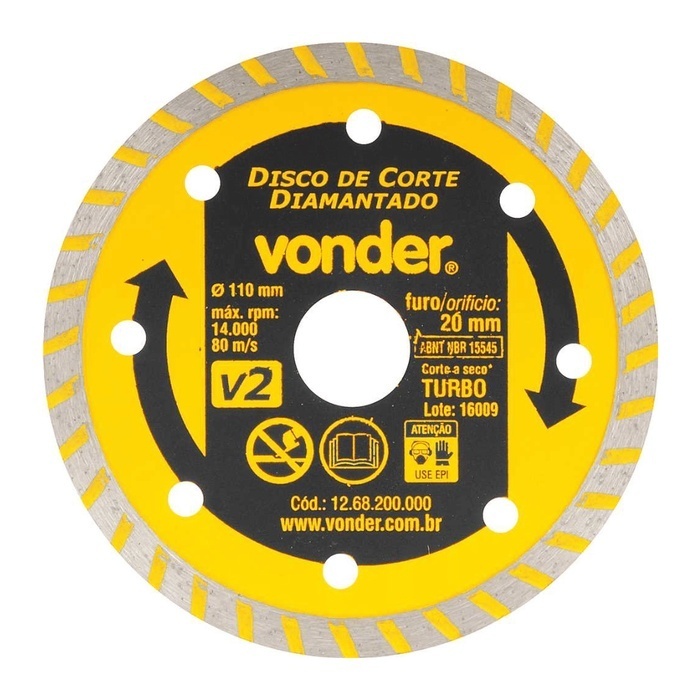 DISCO DE CORTE
DIAMANTADO
vonder®
Ø 110 mm
máx. rpm:
14.000
80 m/s
V2
furo/orificio:
20 mm
ABNT NBR 15545
Corte a seco*
TURBO
Lote: 16009
ATENÇÃO
USE EPI
Cód.: 12.68.200.000
www.vonder.com.br